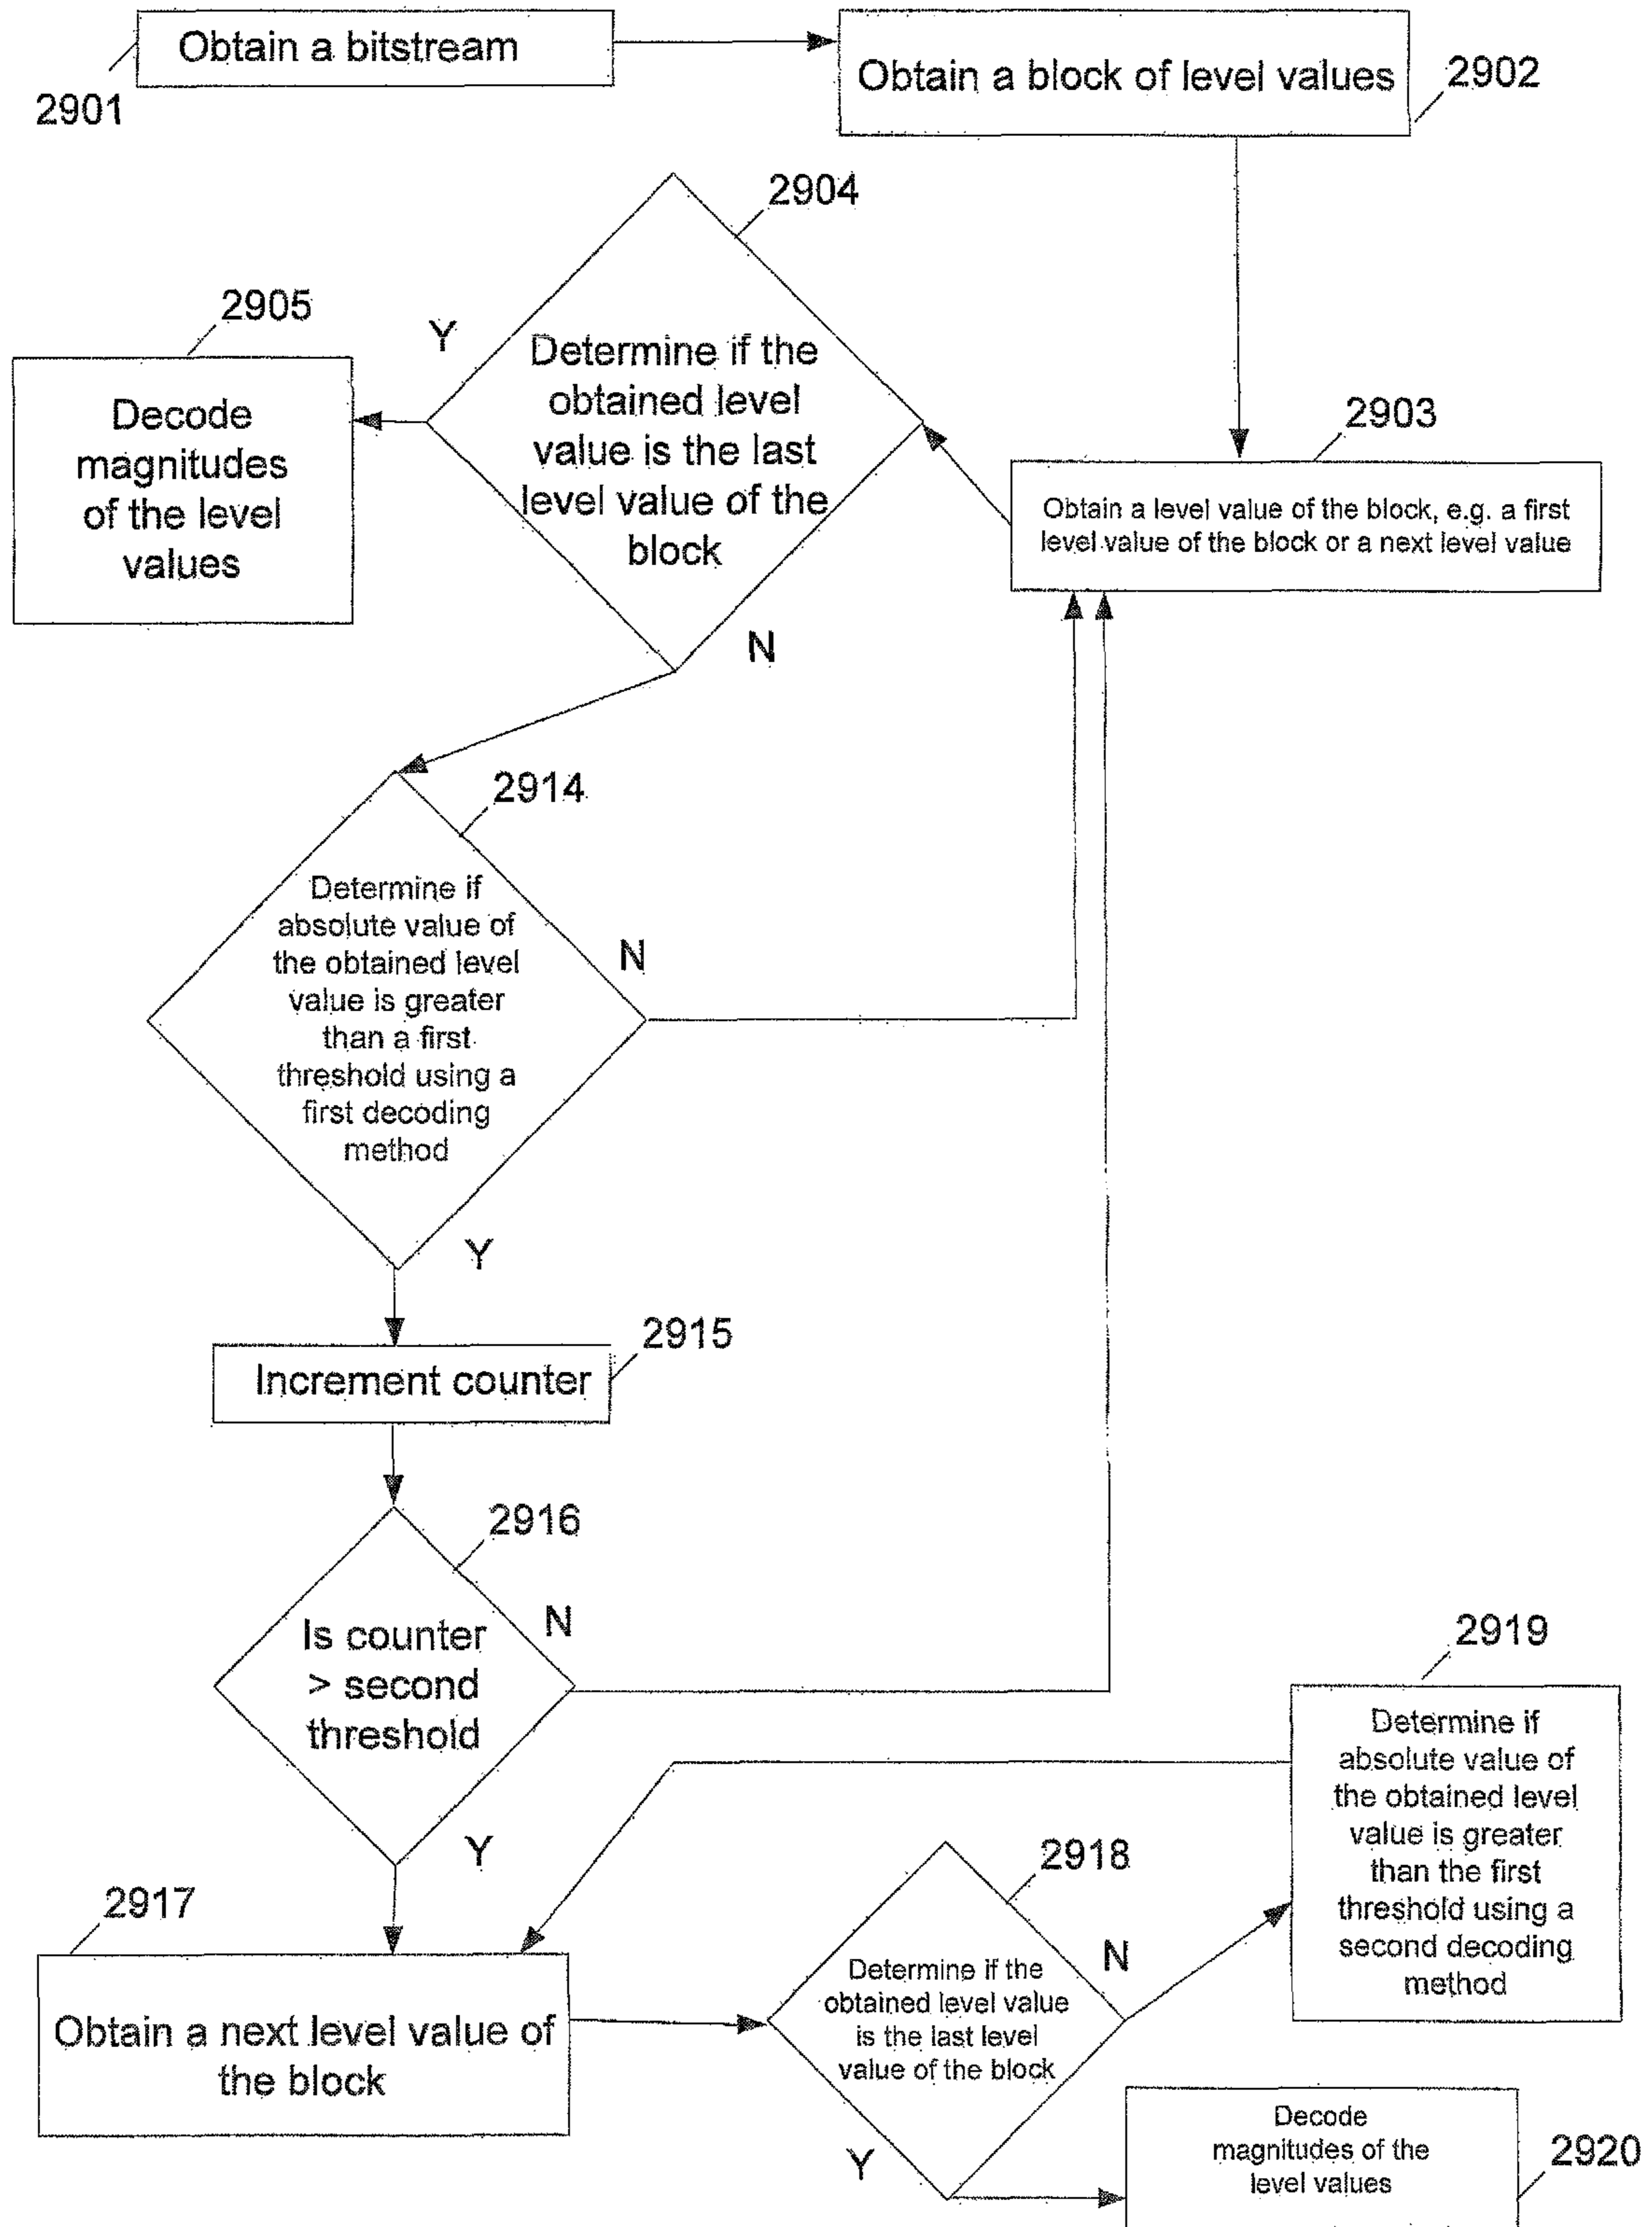 Obtain a bitstream
2901
Obtain a block of level values
2902
2904
Determine if the
obtained level
value is the last
level value of the
block
Y
N
2905
Decode
magnitudes
of the level
values
2903
Obtain a level value of the block, e.g. a first
level value of the block or a next level value
2914
Determine if
absolute value of
the obtained level
value is greater
than a first
threshold using a
first decoding
method
N
Y
2915
Increment counter
2916
Is counter
> second
threshold
N
Y
2919
Determine if
absolute value of
the obtained level
value is greater
than the first
threshold using a
second decoding
method
2917
Obtain a next level value of
the block
2918
Determine if the
obtained level value
is the last level
value of the block
N
Y
Decode
magnitudes of the
level values
2920